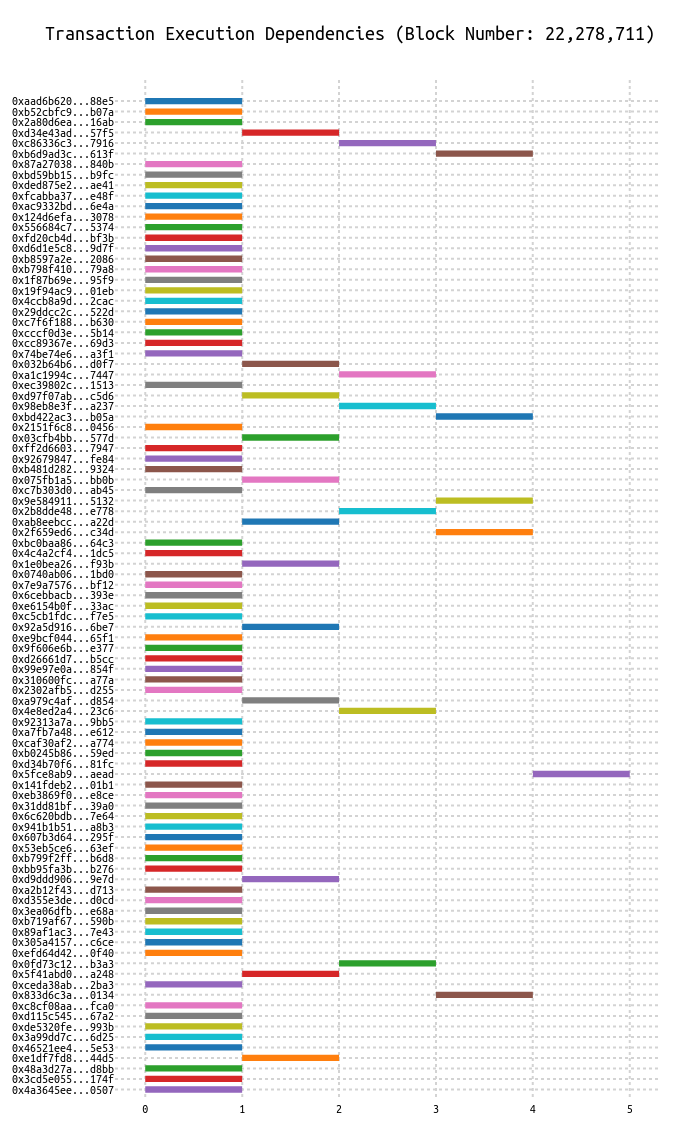 Transaction Execution Dependencies (Block Number: 22,278,711)
0xaad6b620...88e5
0xb52cbfc9...b07a
0x2a80d6ea...16ab
0xd34e43ad...57f5
0xc86336c3...7916
0xb6d9ad3c...613f
0x87a27038...840b
0xbd59bb15...b9fc
0xded875e2...ae41
0xfcabba37...e48f
0xac9332bd...6e4a
0x124d6efa...3078
0x556684c7...5374
0xfd20cb4d...bf3b
0xd6d1e5c8...9d7f
0xb8597a2e...2086
0xb798f410...79a8
0x1f87b69e...95f9
0x19f94ac9...01eb
0x4ccb8a9d...2cac
0x29ddcc2c...522d
0xc7f6f188...b630
0xcccf0d3e...5b14
0xcc89367e...69d3
0x74be74e6...a3f1
0x032b64b6...d0f7
0xa1c1994c...7447
0xec39802c...1513
0xd97f07ab...c5d6
0x98eb8e3f...a237
0xbd422ac3...b05a
0x2151f6c8...0456
0x03cfb4bb...577d
0xff2d6603...7947
0x92679847...fe84
0xb481d282...9324
0x075fb1a5...bb0b
0xc7b303d0...ab45
0x9e584911...5132
0x2b8dde48...e778
0xab8eebcc...a22d
0x2f659ed6...c34d
0xbc0baa86...64c3
0x4c4a2cf4...1dc5
0x1e0bea26...f93b
0x0740ab06...1bd0
0x7e9a7576...bf12
0x6cebbacb...393e
0xe6154b0f...33ac
0xc5cb1fdc...f7e5
0x92a5d916...6be7
0xe9bcf044...65f1
0x9f606e6b...e377
0xd26661d7...b5cc
0x99e97e0a...854f
0x310600fc...a77a
0x2302afb5...d255
0xa979c4af...d854
0x4e8ed2a4...23c6
0x92313a7a...9bb5
0xa7fb7a48...e612
0xcaf30af2...a774
0xb0245b86...59ed
0xd34b70f6...81fc
0x5fce8ab9...aead
0x141fdeb2...01b1
0xeb3869f0...e8ce
0x31dd81bf...39a0
0x6c620bdb...7e64
0x941b1b51...a8b3
0x607b3d64...295f
0x53eb5ce6...63ef
0xb799f2ff...b6d8
0xbb95fa3b...b276
0xd9ddd906...9e7d
0xa2b12f43...d713
0xd355e3de...d0cd
0x3ea06dfb...e68a
0xb719af67...590b
0x89af1ac3...7e43
0x305a4157...c6ce
0xefd64d42...0f40
0x0fd73c12...b3a3
0x5f41abd0...a248
0xceda38ab...2ba3
0x833d6c3a...0134
0xc8cf08aa...fca0
0xd115c545...67a2
0xde5320fe...993b
0x3a99dd7c...6d25
0x46521ee4...5e53
0xe1df7fd8...44d5
0x48a3d27a...d8bb
0x3cd5e055...174f
0x4a3645ee...0507
0 1 2 3 4 5